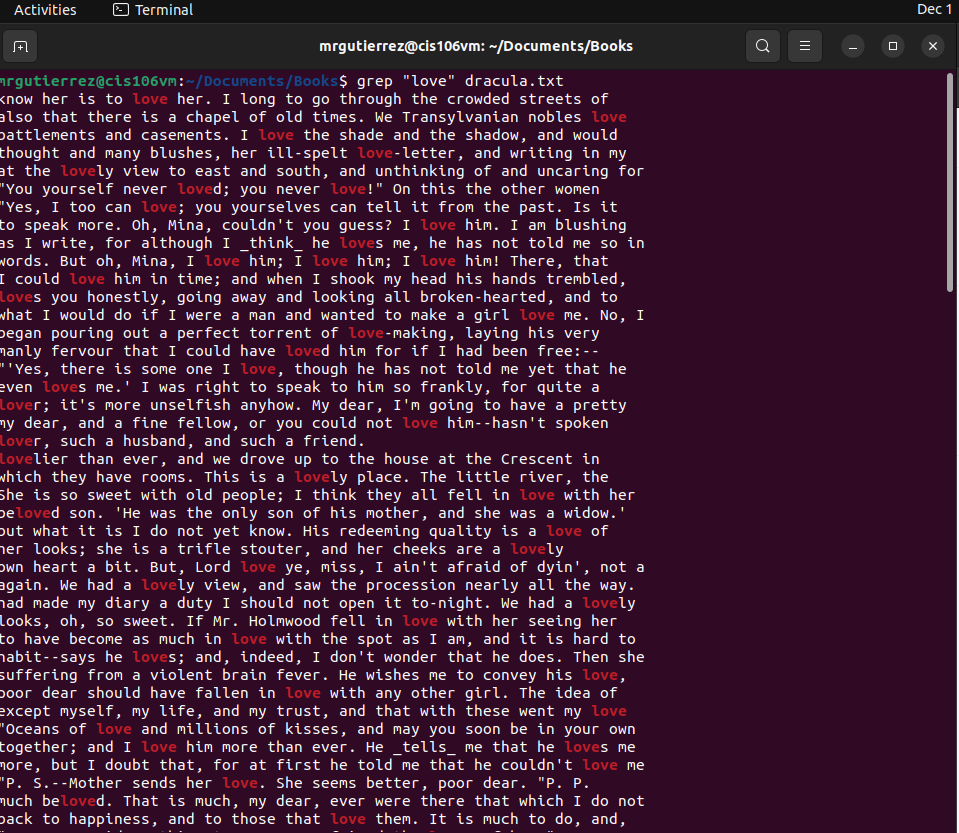 Activities Terminal Dec 1
mrgutierrez@cis106vm: ~/Documents/Books
mrgutierrez@cis106vm:~/Documents/Books$ grep "love" dracula.txt
know her is to love her. I long to go through the crowded streets of
also that there is a chapel of old times. We Transylvanian nobles love
battlements and casements. I love the shade and the shadow, and would
thought and many blushes, her ill-spelt love-letter, and writing in my
at the lovely view to east and south, and unthinking of and uncaring for
"You yourself never loved; you never love!" On this the other women
"Yes, I too can love; you yourselves can tell it from the past. Is it
to speak more. Oh, Mina, couldn't you guess? I love him. I am blushing
as I write, for although I _think_ he loves me, he has not told me so in
words. But oh, Mina, I love him; I love him; I love him! There, that
I could love him in time; and when I shook my head his hands trembled,
loves you honestly, going away and looking all broken-hearted, and to
what I would do if I were a man and wanted to make a girl love me. No, I
began pouring out a perfect torrent of love-making, laying his very
manly fervour that I could have loved him for if I had been free:--
"'Yes, there is some one I love, though he has not told me yet that he
even loves me.' I was right to speak to him so frankly, for quite a
lover; it's more unselfish anyhow. My dear, I'm going to have a pretty
my dear, and a fine fellow, or you could not love him--hasn't spoken
lover, such a husband, and such a friend.
lovelier than ever, and we drove up to the house at the Crescent in
which they have rooms. This is a lovely place. The little river, the
She is so sweet with old people; I think they all fell in love with her
beloved son. 'He was the only son of his mother, and she was a widow.'
but what it is I do not yet know. His redeeming quality is a love of
her looks; she is a trifle stouter, and her cheeks are a lovely
own heart a bit. But, Lord love ye, miss, I ain't afraid of dyin', not a
again. We had a lovely view, and saw the procession nearly all the way.
had made my diary a duty I should not open it to-night. We had a lovely
looks, oh, so sweet. If Mr. Holmwood fell in love with her seeing her
to have become as much in love with the spot as I am, and it is hard to
habit--says he loves; and, indeed, I don't wonder that he does. Then she
suffering from a violent brain fever. He wishes me to convey his love,
poor dear should have fallen in love with any other girl. The idea of
except myself, my life, and my trust, and that with these went my love
"Oceans of love and millions of kisses, and may you soon be in your own
together; and I love him more than ever. He _tells_ me that he loves me
more, but I doubt that, for at first he told me that he couldn't love me
"P. S.--Mother sends her love. She seems better, poor dear. "P. P.
much beloved. That is much, my dear, ever were there that which I do not
back to happiness, and to those that love them. It is much to do, and,